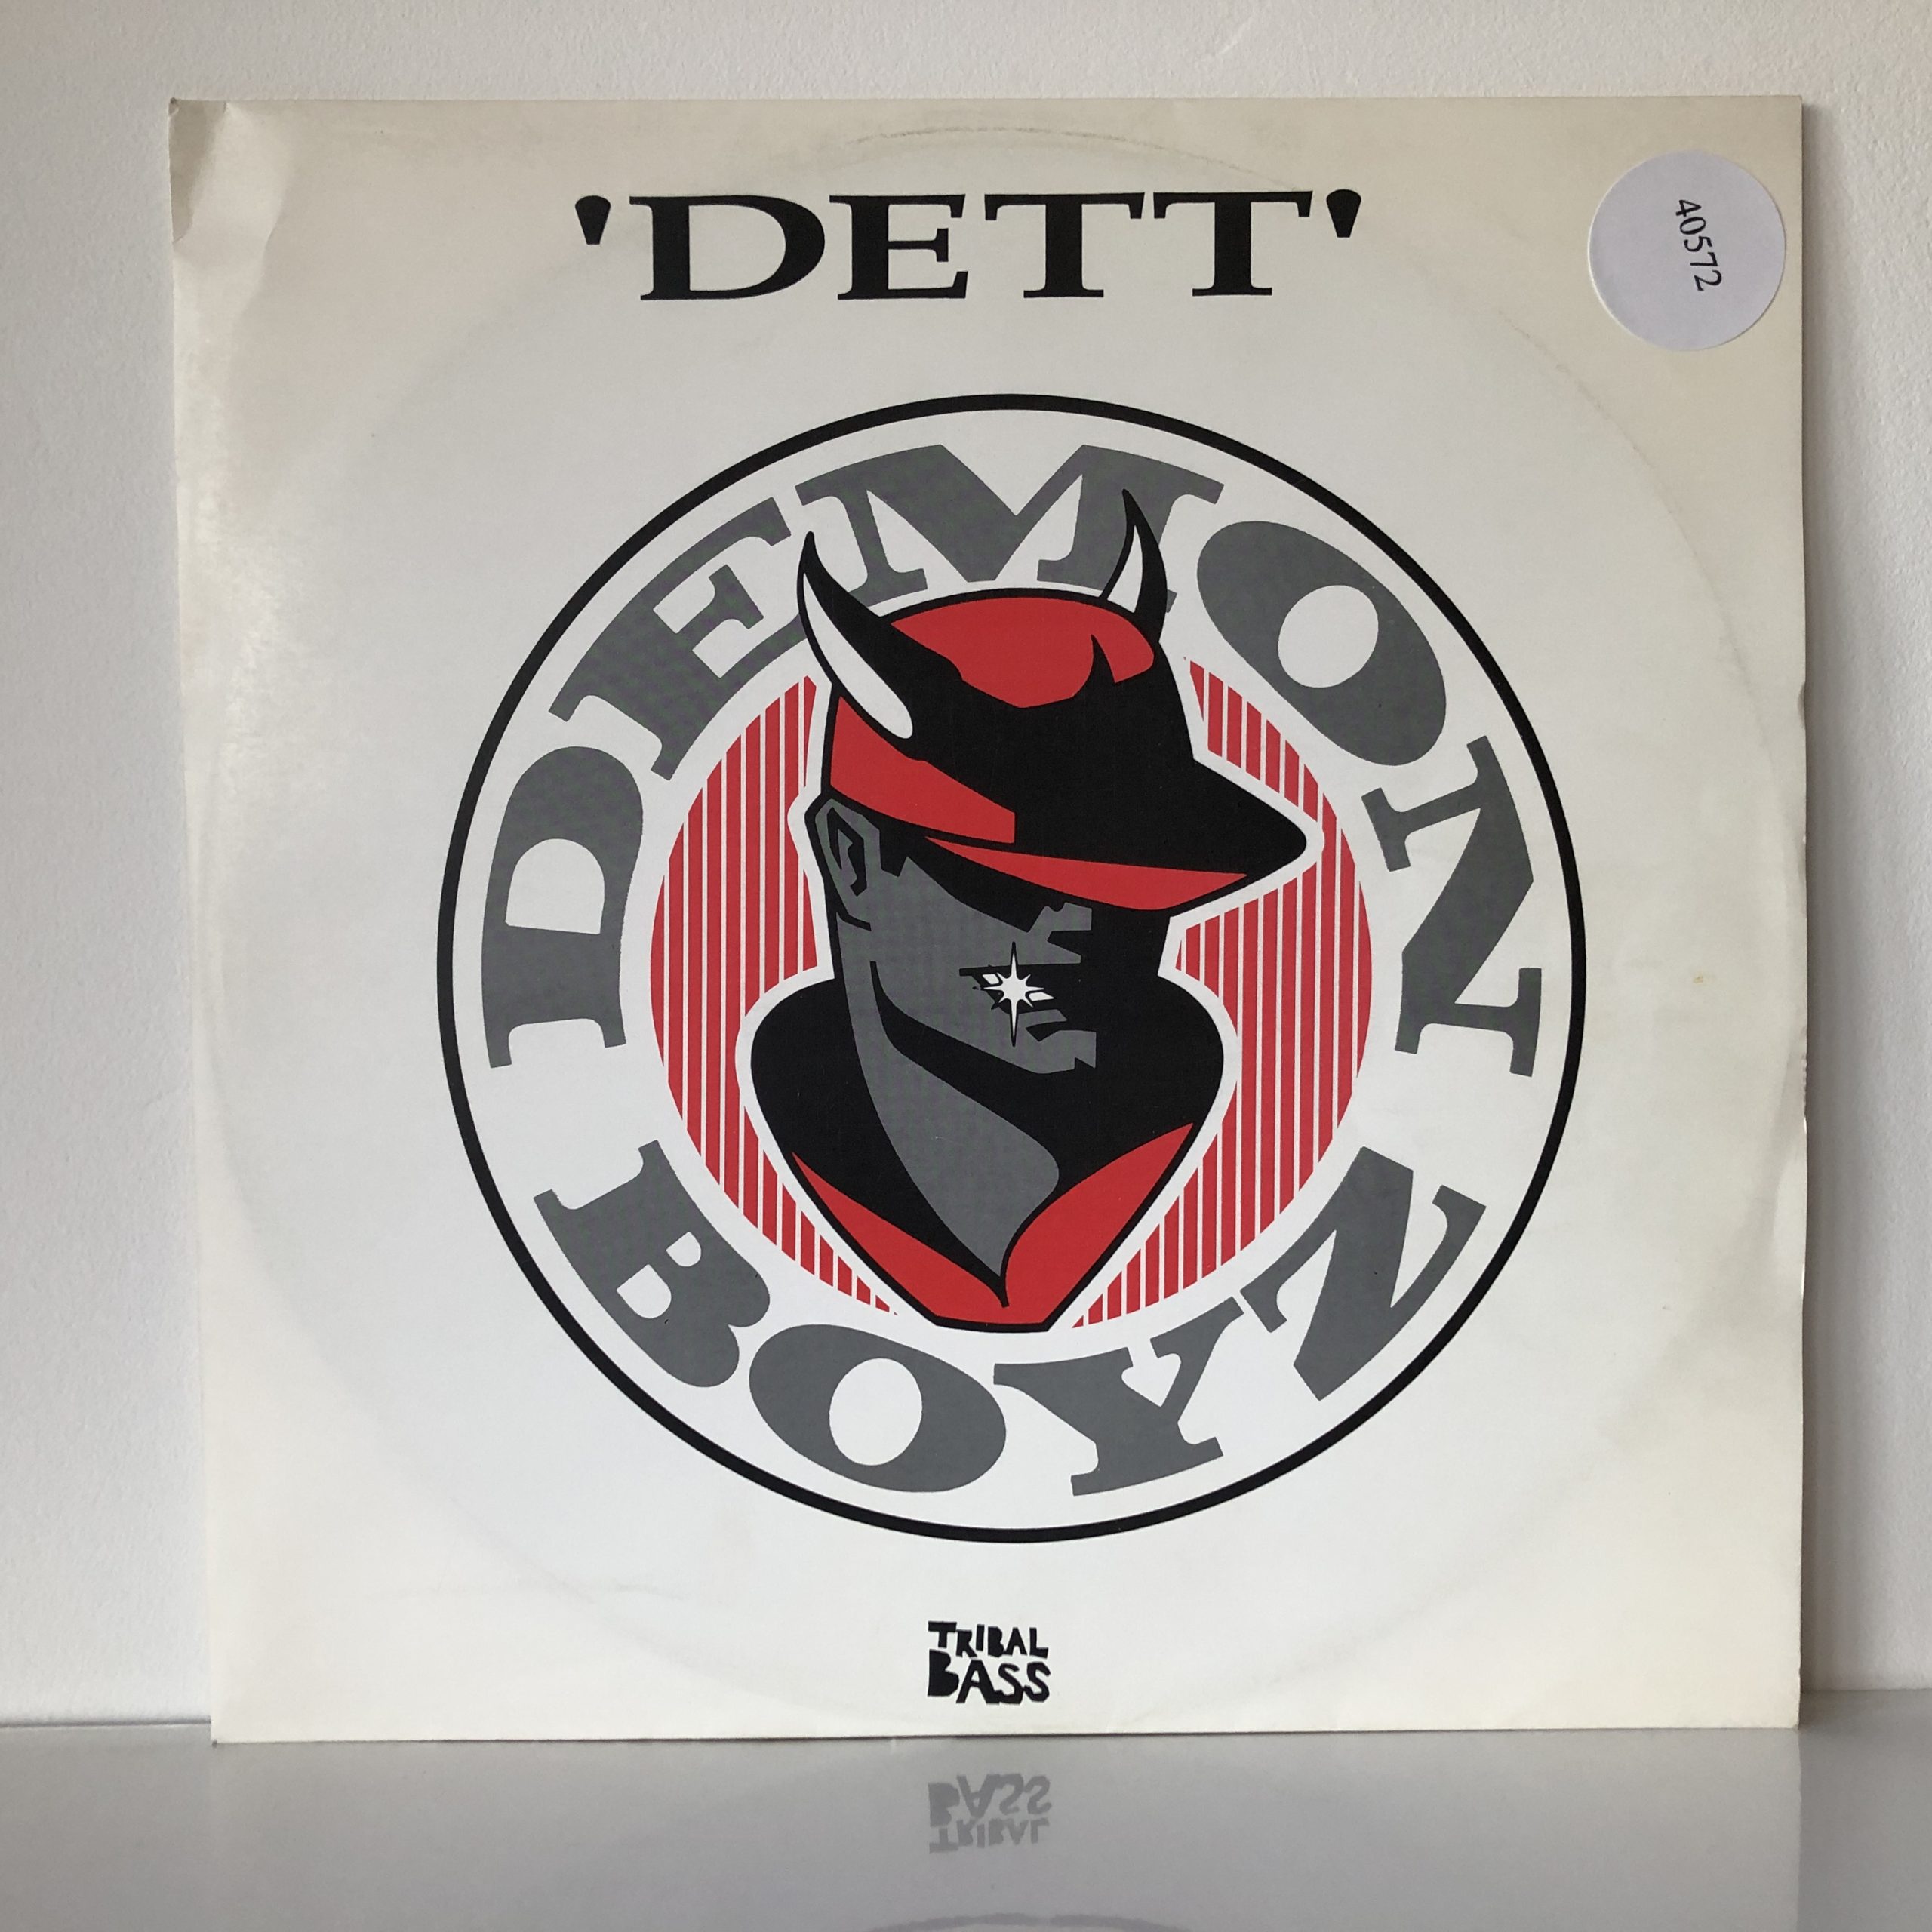 'DETT'
40572
DEMON
BOYZ
TRIBAL
BASS